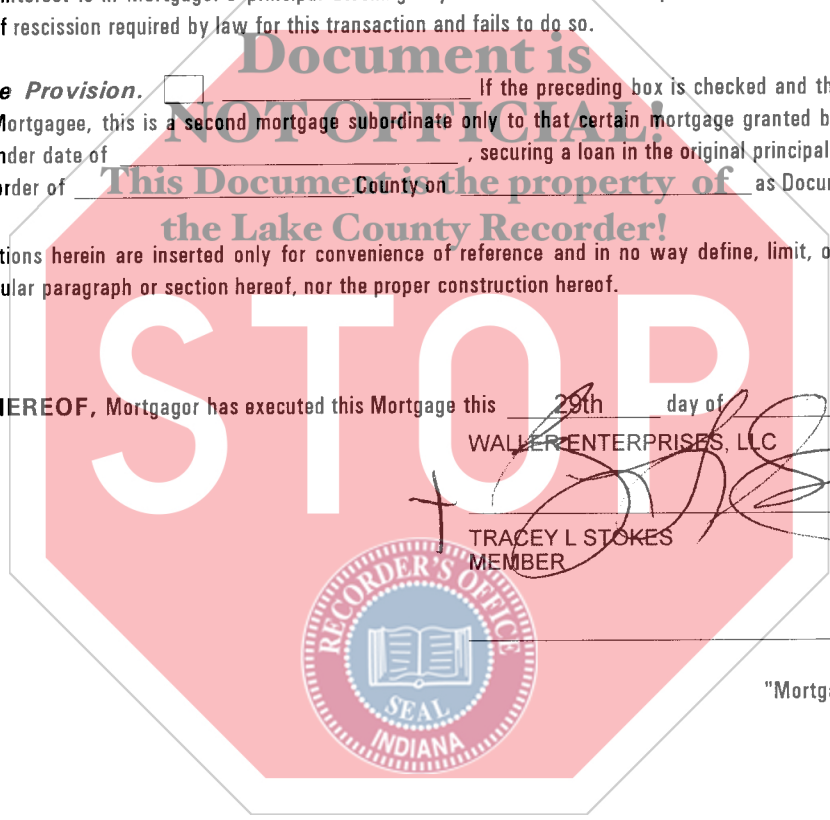 f rescission required by law for this transaction and fails to do so.
Document is
e Provision. If the preceding box is checked and th
NOT OFFICIAL!
Mortgagee, this is a second mortgage subordinate only to that certain mortgage granted b
nder date of , securing a loan in the original principal
This Document is the property of
order of County on as Docu
the Lake County Recorder!
tions herein are inserted only for convenience of reference and in no way define, limit, o
ular paragraph or section hereof, nor the proper construction hereof.
STOP
HEREOF, Mortgagor has executed this Mortgage this 29th day of
WALLER ENTERPRISES, LLC
TRACEY L STOKES
MEMBER
RECORDER'S OFFICE
SEAL
INDIANA
"Mortga